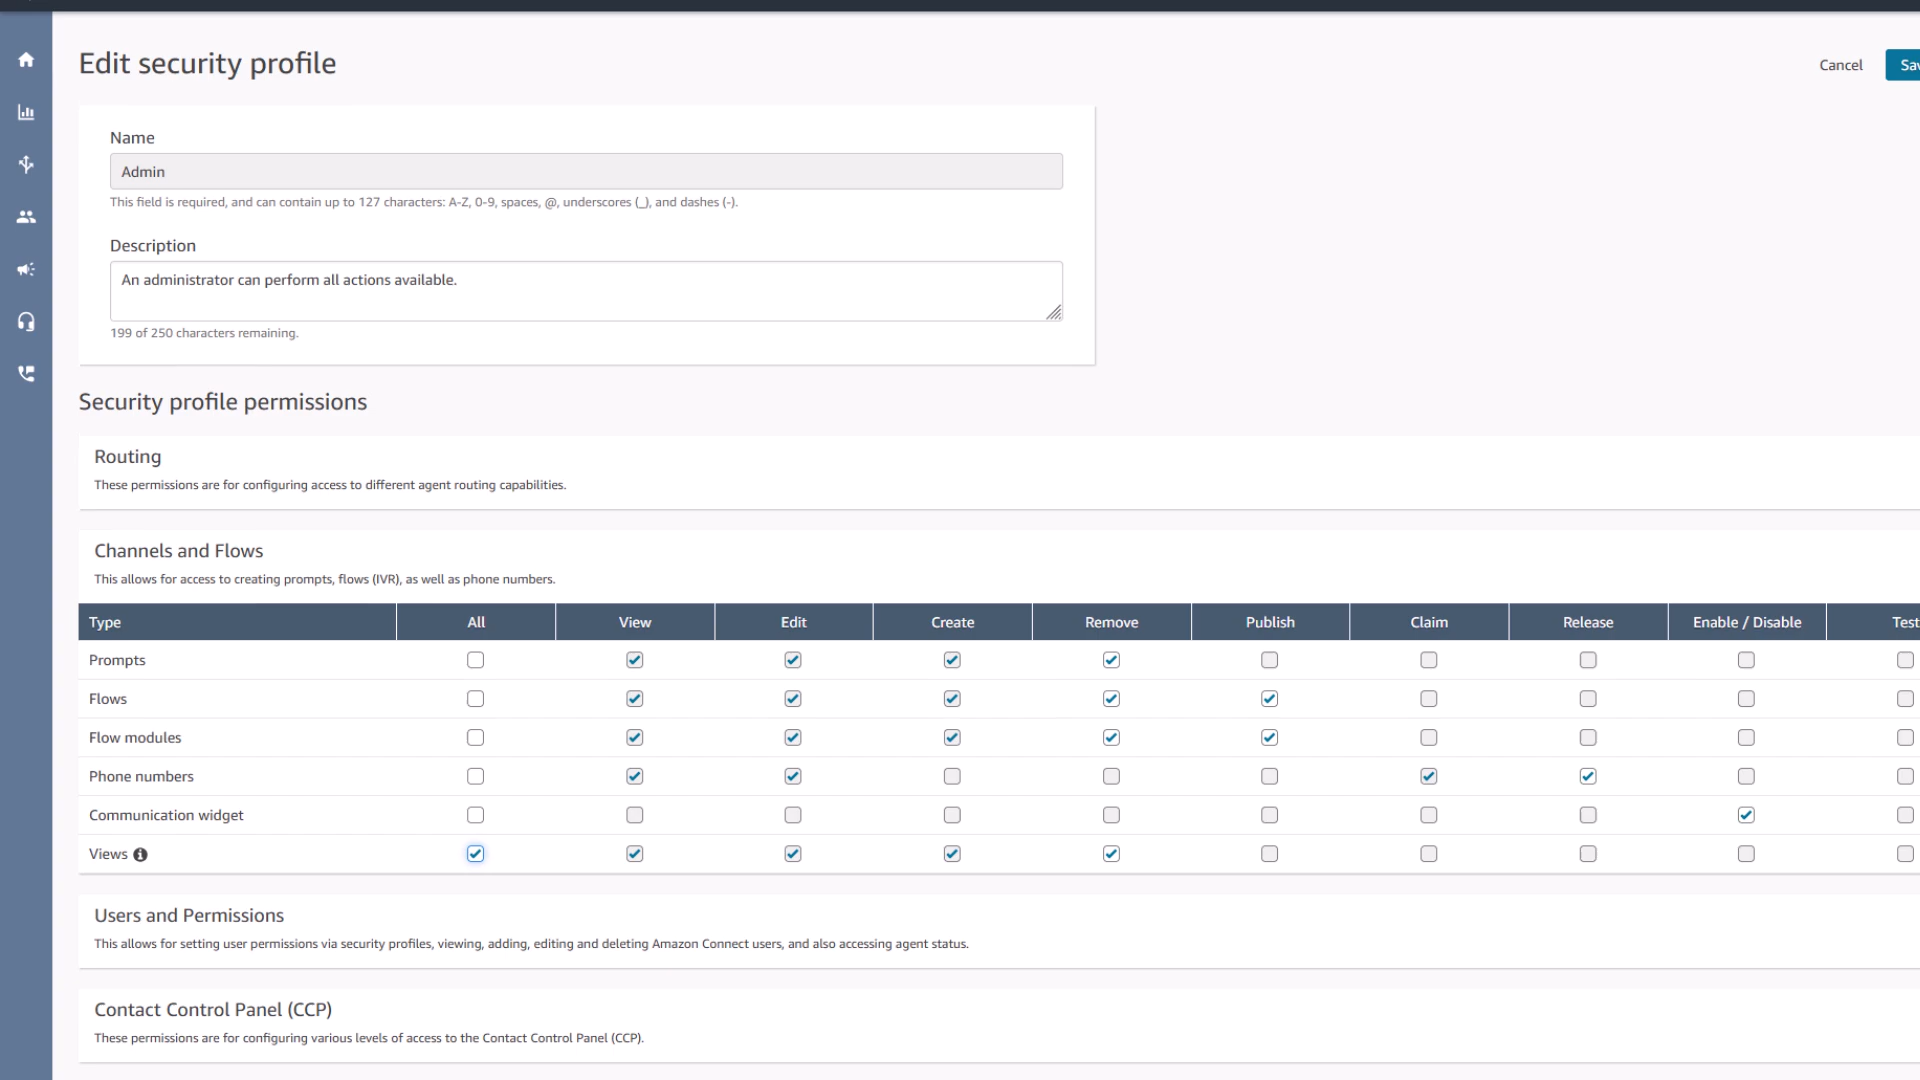 Edit security profile
Cancel
Sav
Name
Admin
This field is required, and can contain up to 127 characters: A-Z, 0-9, spaces, @, underscores (_), and dashes (-).
Description
An administrator can perform all actions available.
199 of 250 characters remaining.
Security profile permissions
Routing
These permissions are for configuring access to different agent routing capabilities.
Channels and Flows
This allows for access to creating prompts, flows (IVR), as well as phone numbers.
Type All View Edit Create Remove Publish Claim Release Enable / Disable Test
Prompts
Flows
Flow modules
Phone numbers
Communication widget
Views
Users and Permissions
This allows for setting user permissions via security profiles, viewing, adding, editing and deleting Amazon Connect users, and also accessing agent status.
Contact Control Panel (CCP)
These permissions are for configuring various levels of access to the Contact Control Panel (CCP).